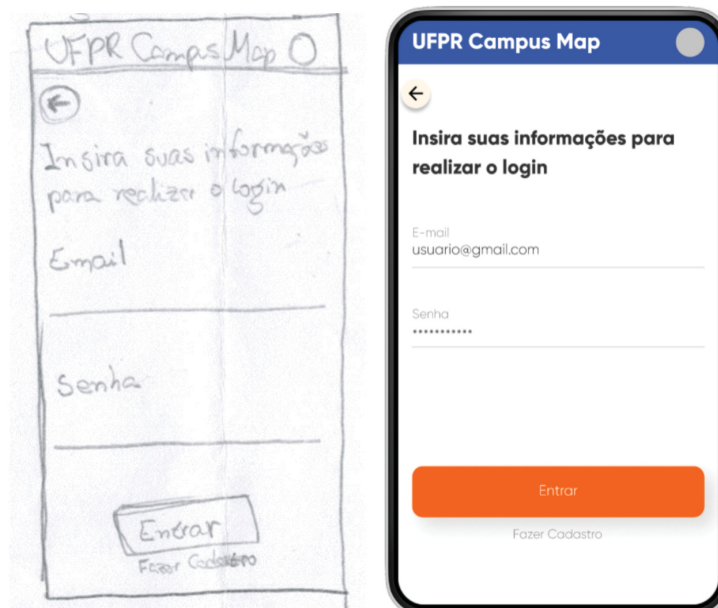 UFPR Campus Map
Insira suas informações
para realizar o login
Email
Senha
Entrar
Fazer Cadastro
UFPR Campus Map
Insira suas informações para
realizar o login
E-mail
usuario@gmail.com
Senha
Entrar
Fazer Cadastro